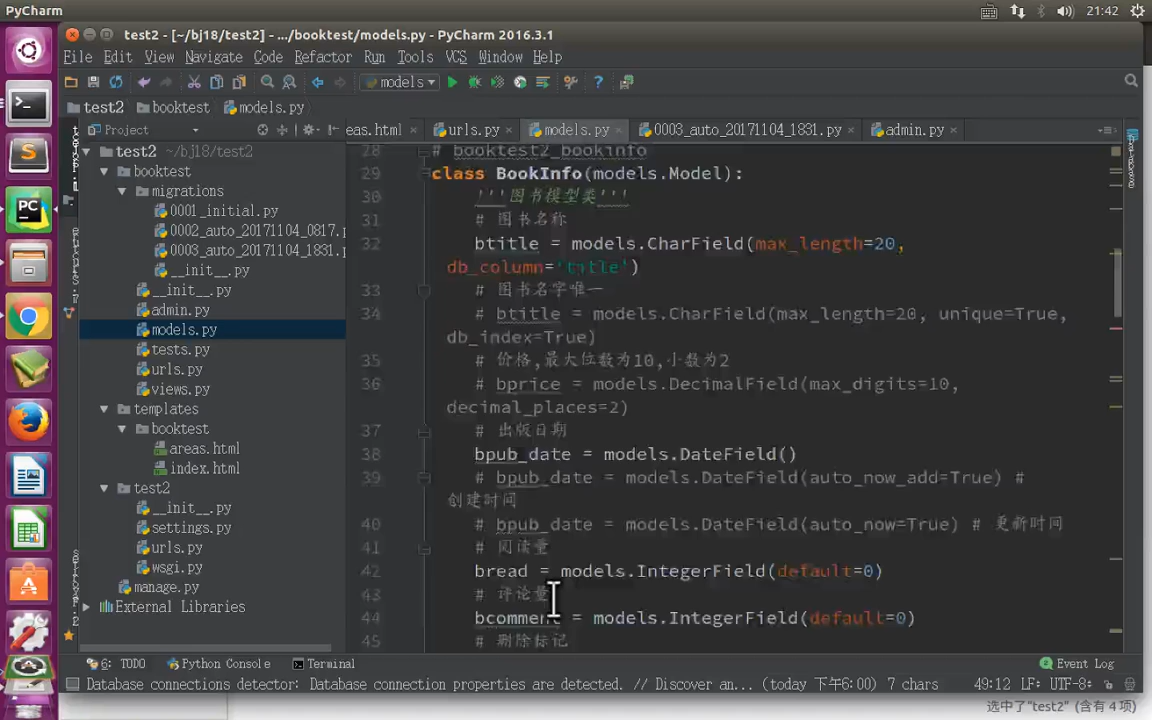 PyCharm
21:42
test2 - [~/bj18/test2] - .../booktest/models.py - PyCharm 2016.3.1
File Edit View Navigate Code Refactor Run Tools VCS Window Help
models
test2 booktest models.py
Project
eas.html urls.py models.py 0003_auto_20171104_1831.py admin.py
test2 ~/bj18/test2
booktest
migrations
0001_initial.py
0002_auto_20171104_0817.
0003_auto_20171104_1831.
__init__.py
__init__.py
admin.py
models.py
tests.py
urls.py
views.py
templates
booktest
areas.html
index.html
test2
__init__.py
settings.py
urls.py
wsgi.py
manage.py
External Libraries
28 # booktest2_bookinfo
29 class BookInfo(models.Model):
30 '''图书模型类'''
31 # 图书名称
32 btitle = models.CharField(max_length=20,
db_column='title')
33 # 图书名字唯一
34 # btitle = models.CharField(max_length=20, unique=True,
db_index=True)
35 # 价格,最大位数为10,小数为2
36 # bprice = models.DecimalField(max_digits=10,
decimal_places=2)
37 # 出版日期
38 bpub_date = models.DateField()
39 # bpub_date = models.DateField(auto_now_add=True) #
创建时间
40 # bpub_date = models.DateField(auto_now=True) # 更新时间
41 # 阅读量
42 bread = models.IntegerField(default=0)
43 # 评论量
44 bcomment = models.IntegerField(default=0)
45 # 删除标记
6: TODO Python Console Terminal Event Log
Database connections detector: Database connection properties are detected. // Discover an... (today 下午6:00) 7 chars 49:12 LF: UTF-8:
选中了"test2" (含有 4 项)